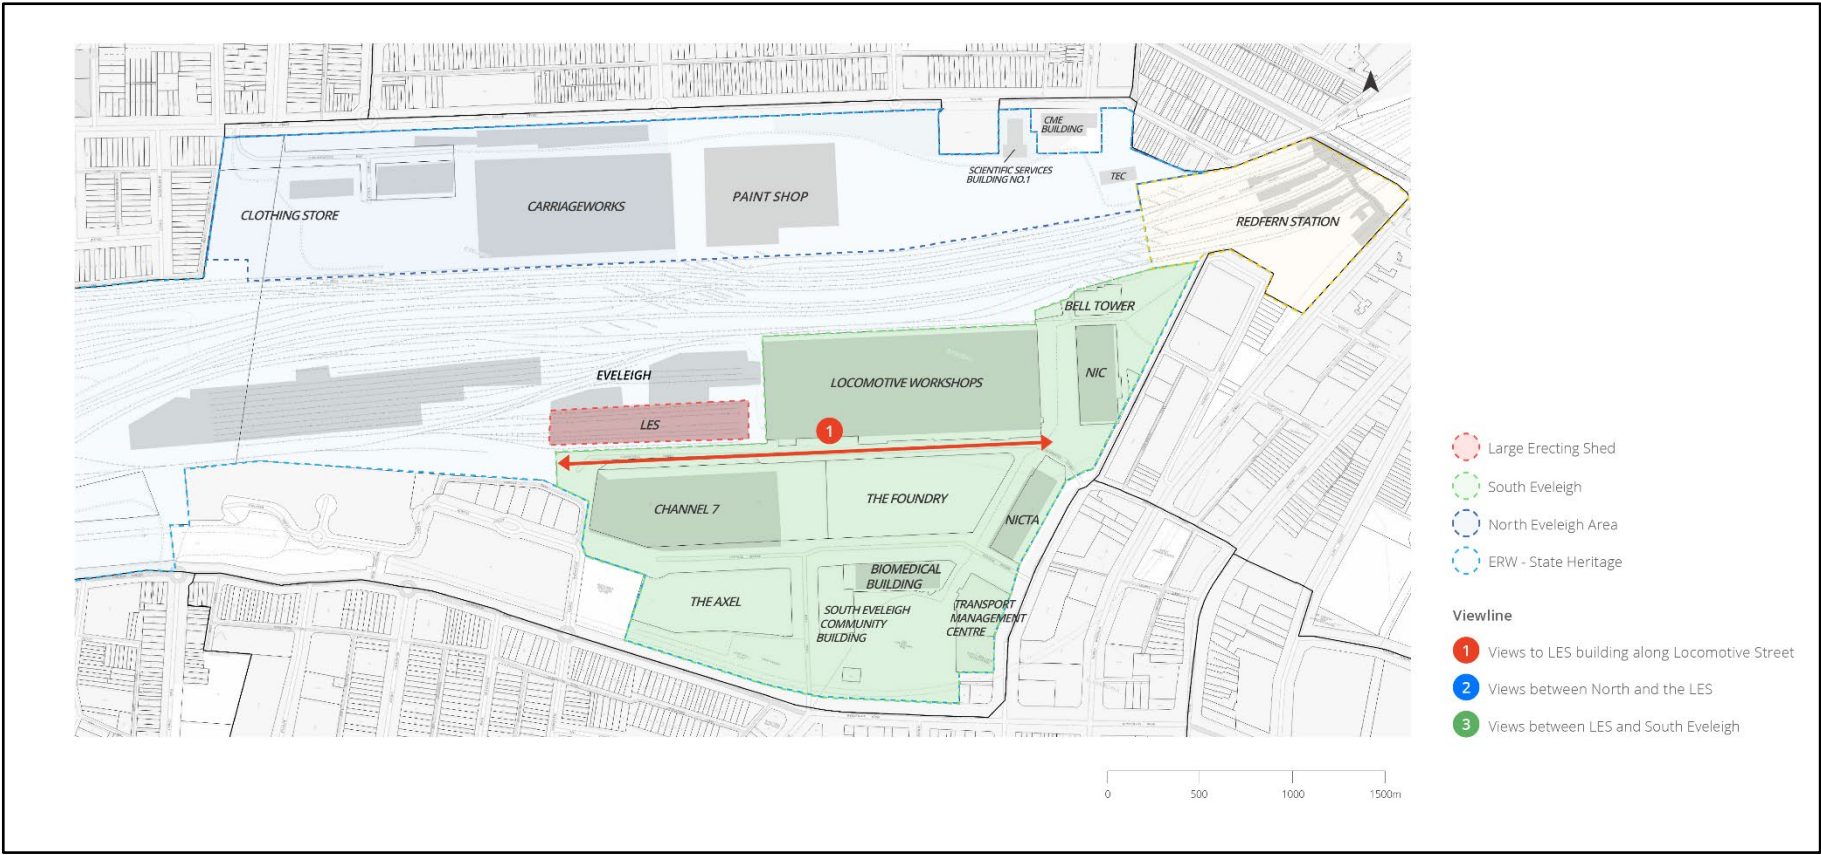 CME
BUILDING
SCIENTIFIC SERVICES
BUILDING NO.1
TEC
CLOTHING STORE
CARRIAGEWORKS
PAINT SHOP
REDFERN STATION
BELL TOWER
EVELEIGH
LOCOMOTIVE WORKSHOPS
NIC
LES
1
CHANNEL 7
THE FOUNDRY
NICTA
BIOMEDICAL
BUILDING
THE AXEL
SOUTH EVELEIGH
COMMUNITY
BUILDING
TRANSPORT
MANAGEMENT
CENTRE
Large Erecting Shed
South Eveleigh
North Eveleigh Area
ERW - State Heritage
Viewline
1 Views to LES building along Locomotive Street
2 Views between North and the LES
3 Views between LES and South Eveleigh
0 500 1000 1500m